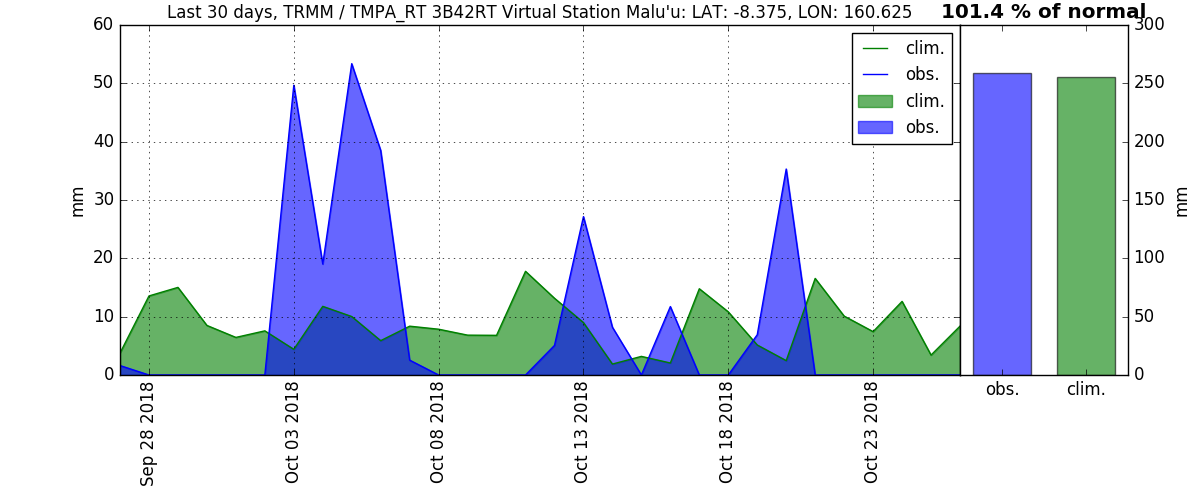 Last 30 days, TRMM / TMPA_RT 3B42RT Virtual Station Malu'u: LAT: -8.375, LON: 160.625
101.4 % of normal
60
50
40
30
20
10
0
mm
clim.
obs.
clim.
obs.
300
250
200
150
100
50
0
mm
Sep 28 2018
Oct 03 2018
Oct 08 2018
Oct 13 2018
Oct 18 2018
Oct 23 2018
obs.
clim.